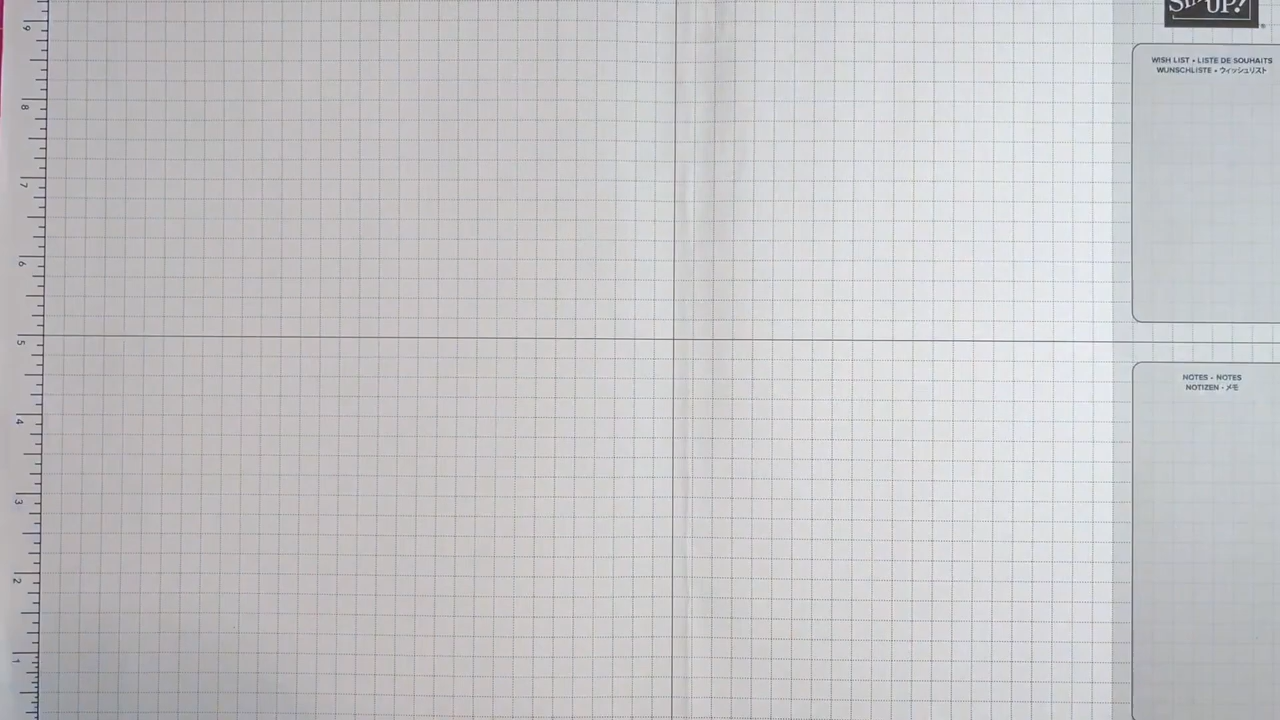 UP!
WISH LIST • LISTE DE SOUHAITS
WUNSCHLISTE • ウィッシュリスト
NOTES • NOTES
NOTIZEN • メモ
9
8
7
6
5
4
3
2
1